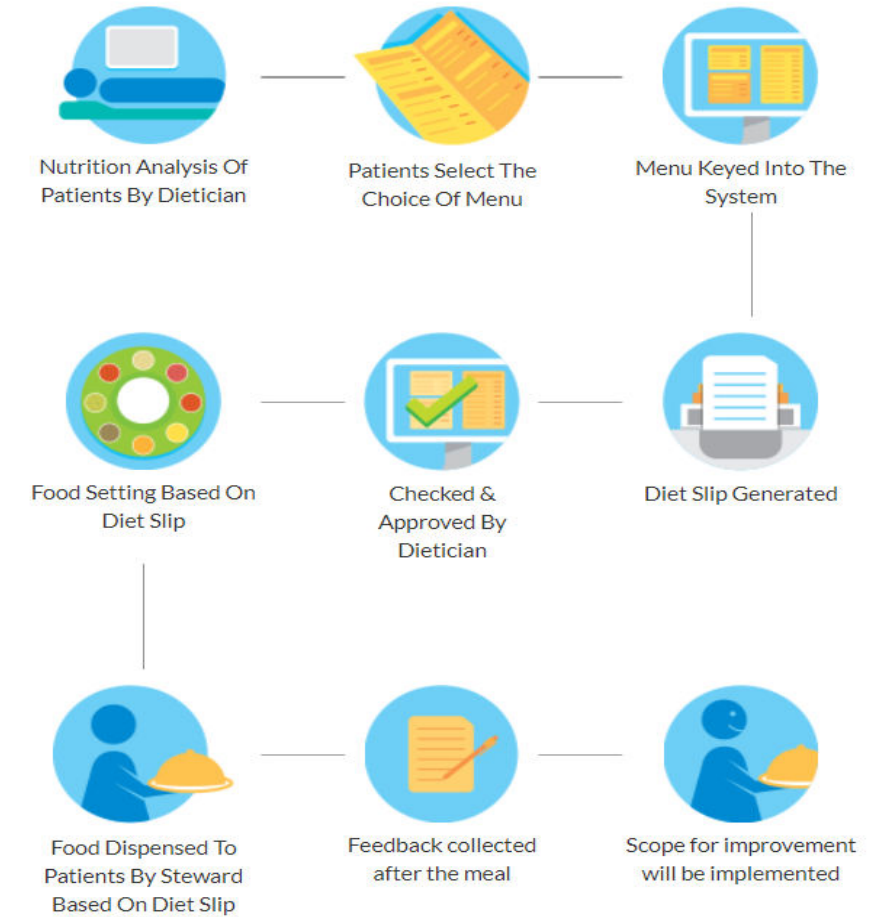 Nutrition Analysis Of
Patients By Dietician
Patients Select The
Choice Of Menu
Menu Keyed Into The
System
Food Setting Based On
Diet Slip
Checked &
Approved By
Dietician
Diet Slip Generated
Food Dispensed To
Patients By Steward
Based On Diet Slip
Feedback collected
after the meal
Scope for improvement
will be implemented